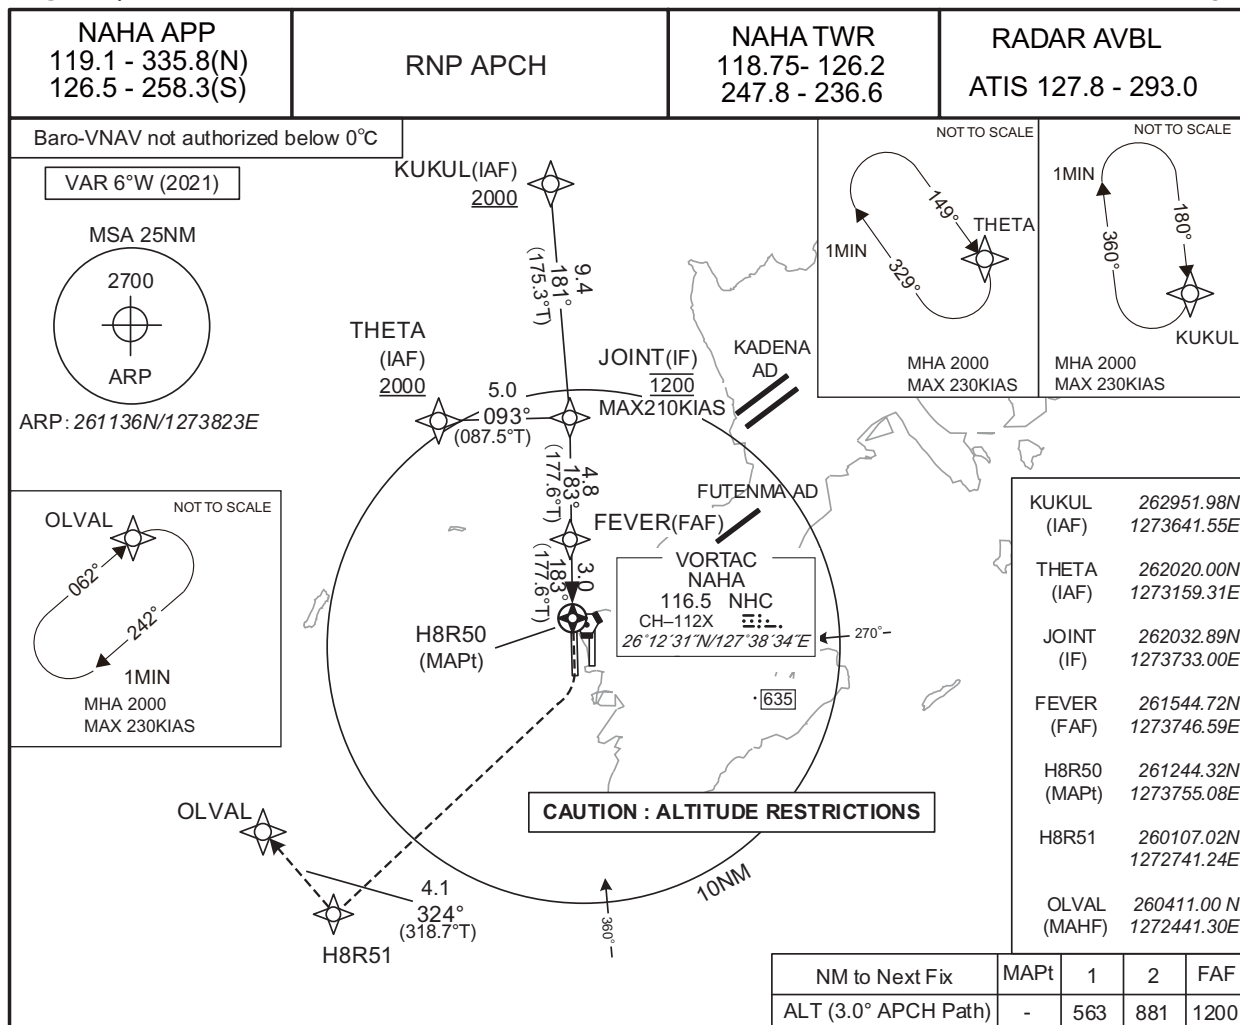 NAHA APP
119.1 - 335.8(N)
126.5 - 258.3(S)
RNP APCH
NAHA TWR
118.75- 126.2
247.8 - 236.6
RADAR AVBL
ATIS 127.8 - 293.0
Baro-VNAV not authorized below 0°C
VAR 6°W (2021)
MSA 25NM
2700
ARP
ARP: 261136N/1273823E
KUKUL(IAF)
2000
9.4
181°
(175.3°T)
THETA
(IAF)
2000
5.0
093°
(087.5°T)
JOINT(IF)
1200
MAX210KIAS
KADENA
AD
4.8
183°
(177.6°T)
FUTENMA AD
FEVER(FAF)
3.0
183°
(177.6°T)
VORTAC
NAHA
116.5 NHC
CH–112X
26°12´31˝N/127°38´34˝E
270°
H8R50
(MAPt)
635
CAUTION : ALTITUDE RESTRICTIONS
10NM
360°
OLVAL
4.1
324°
(318.7°T)
H8R51
NOT TO SCALE
149°
THETA
1MIN
329°
MHA 2000
MAX 230KIAS
NOT TO SCALE
1MIN
180°
360°
KUKUL
MHA 2000
MAX 230KIAS
NOT TO SCALE
OLVAL
062°
242°
1MIN
MHA 2000
MAX 230KIAS
KUKUL 262951.98N
(IAF) 1273641.55E
THETA 262020.00N
(IAF) 1273159.31E
JOINT 262032.89N
(IF) 1273733.00E
FEVER 261544.72N
(FAF) 1273746.59E
H8R50 261244.32N
(MAPt) 1273755.08E
H8R51 260107.02N
1272741.24E
OLVAL 260411.00 N
(MAHF) 1272441.30E
NM to Next Fix MAPt 1 2 FAF
ALT (3.0° APCH Path) - 563 881 1200